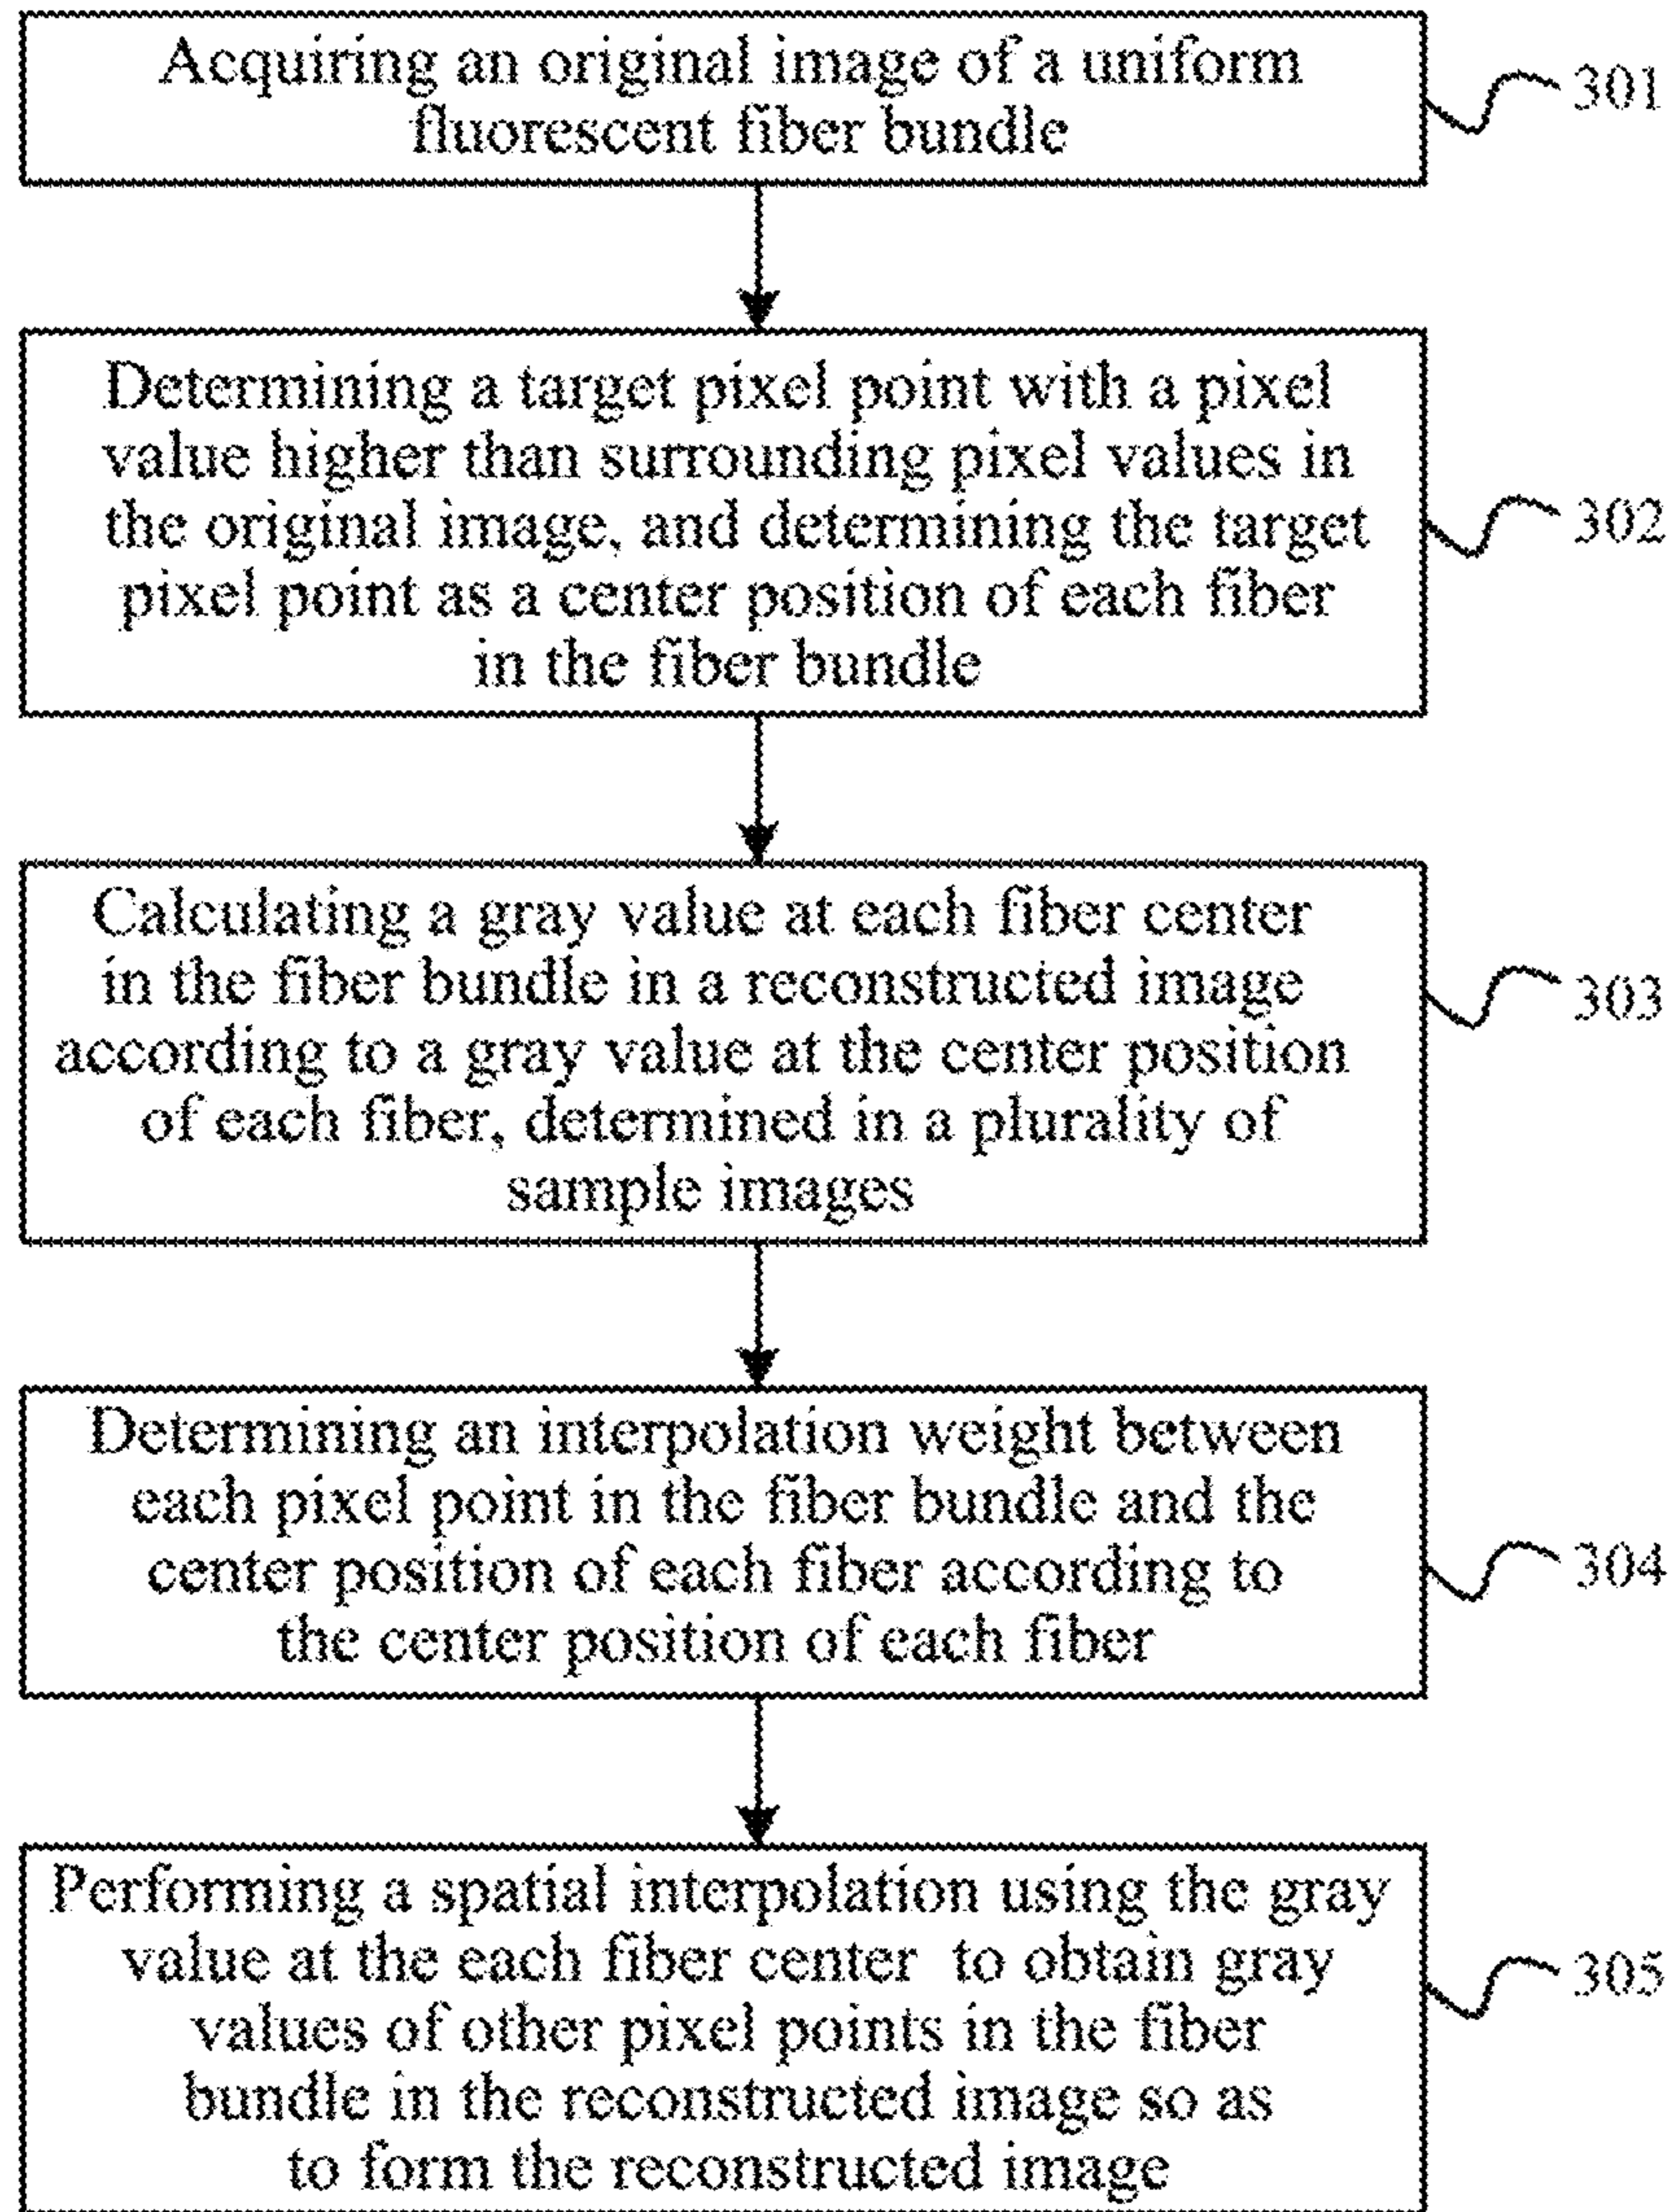 Acquiring an original image of a uniform
fluorescent fiber bundle
301
Determining a target pixel point with a pixel
value higher than surrounding pixel values in
the original image, and determining the target
pixel point as a center position of each fiber
in the fiber bundle
302
Calculating a gray value at each fiber center
in the fiber bundle in a reconstructed image
according to a gray value at the center position
of each fiber, determined in a plurality of
sample images
303
Determining an interpolation weight between
each pixel point in the fiber bundle and the
center position of each fiber according to
the center position of each fiber
304
Performing a spatial interpolation using the gray
value at the each fiber center to obtain gray
values of other pixel points in the fiber
bundle in the reconstructed image so as
to form the reconstructed image
305